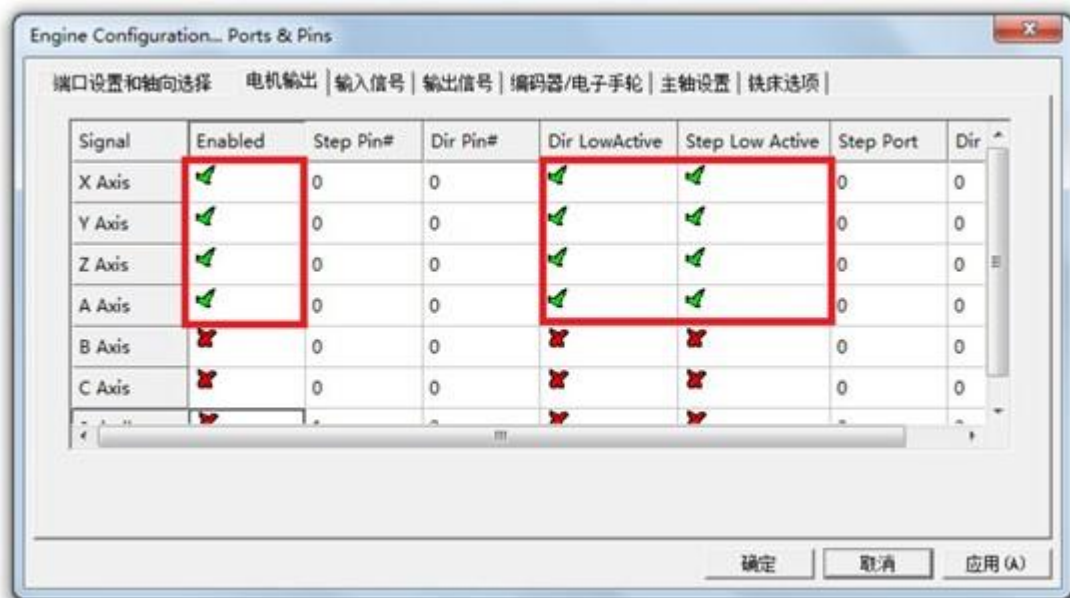 Engine Configuration... Ports & Pins
端口设置和轴向选择 电机输出 输入信号 输出信号 编码器/电子手轮 主轴设置 铣床选项
Signal Enabled Step Pin# Dir Pin# Dir LowActive Step Low Active Step Port Dir
X Axis 0 0 0 0
Y Axis 0 0 0 0
Z Axis 0 0 0 0
A Axis 0 0 0 0
B Axis 0 0 0 0
C Axis 0 0 0 0
确定 取消 应用(A)